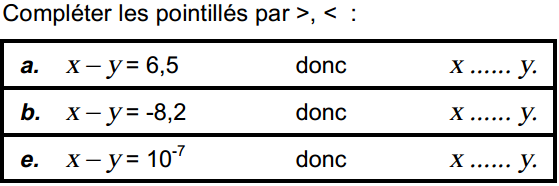 Compléter les pointillés par >, < :
a. x – y = 6,5 donc x ...... y.
b. x – y = -8,2 donc x ...... y.
e. x – y = 10⁻⁷ donc x ...... y.